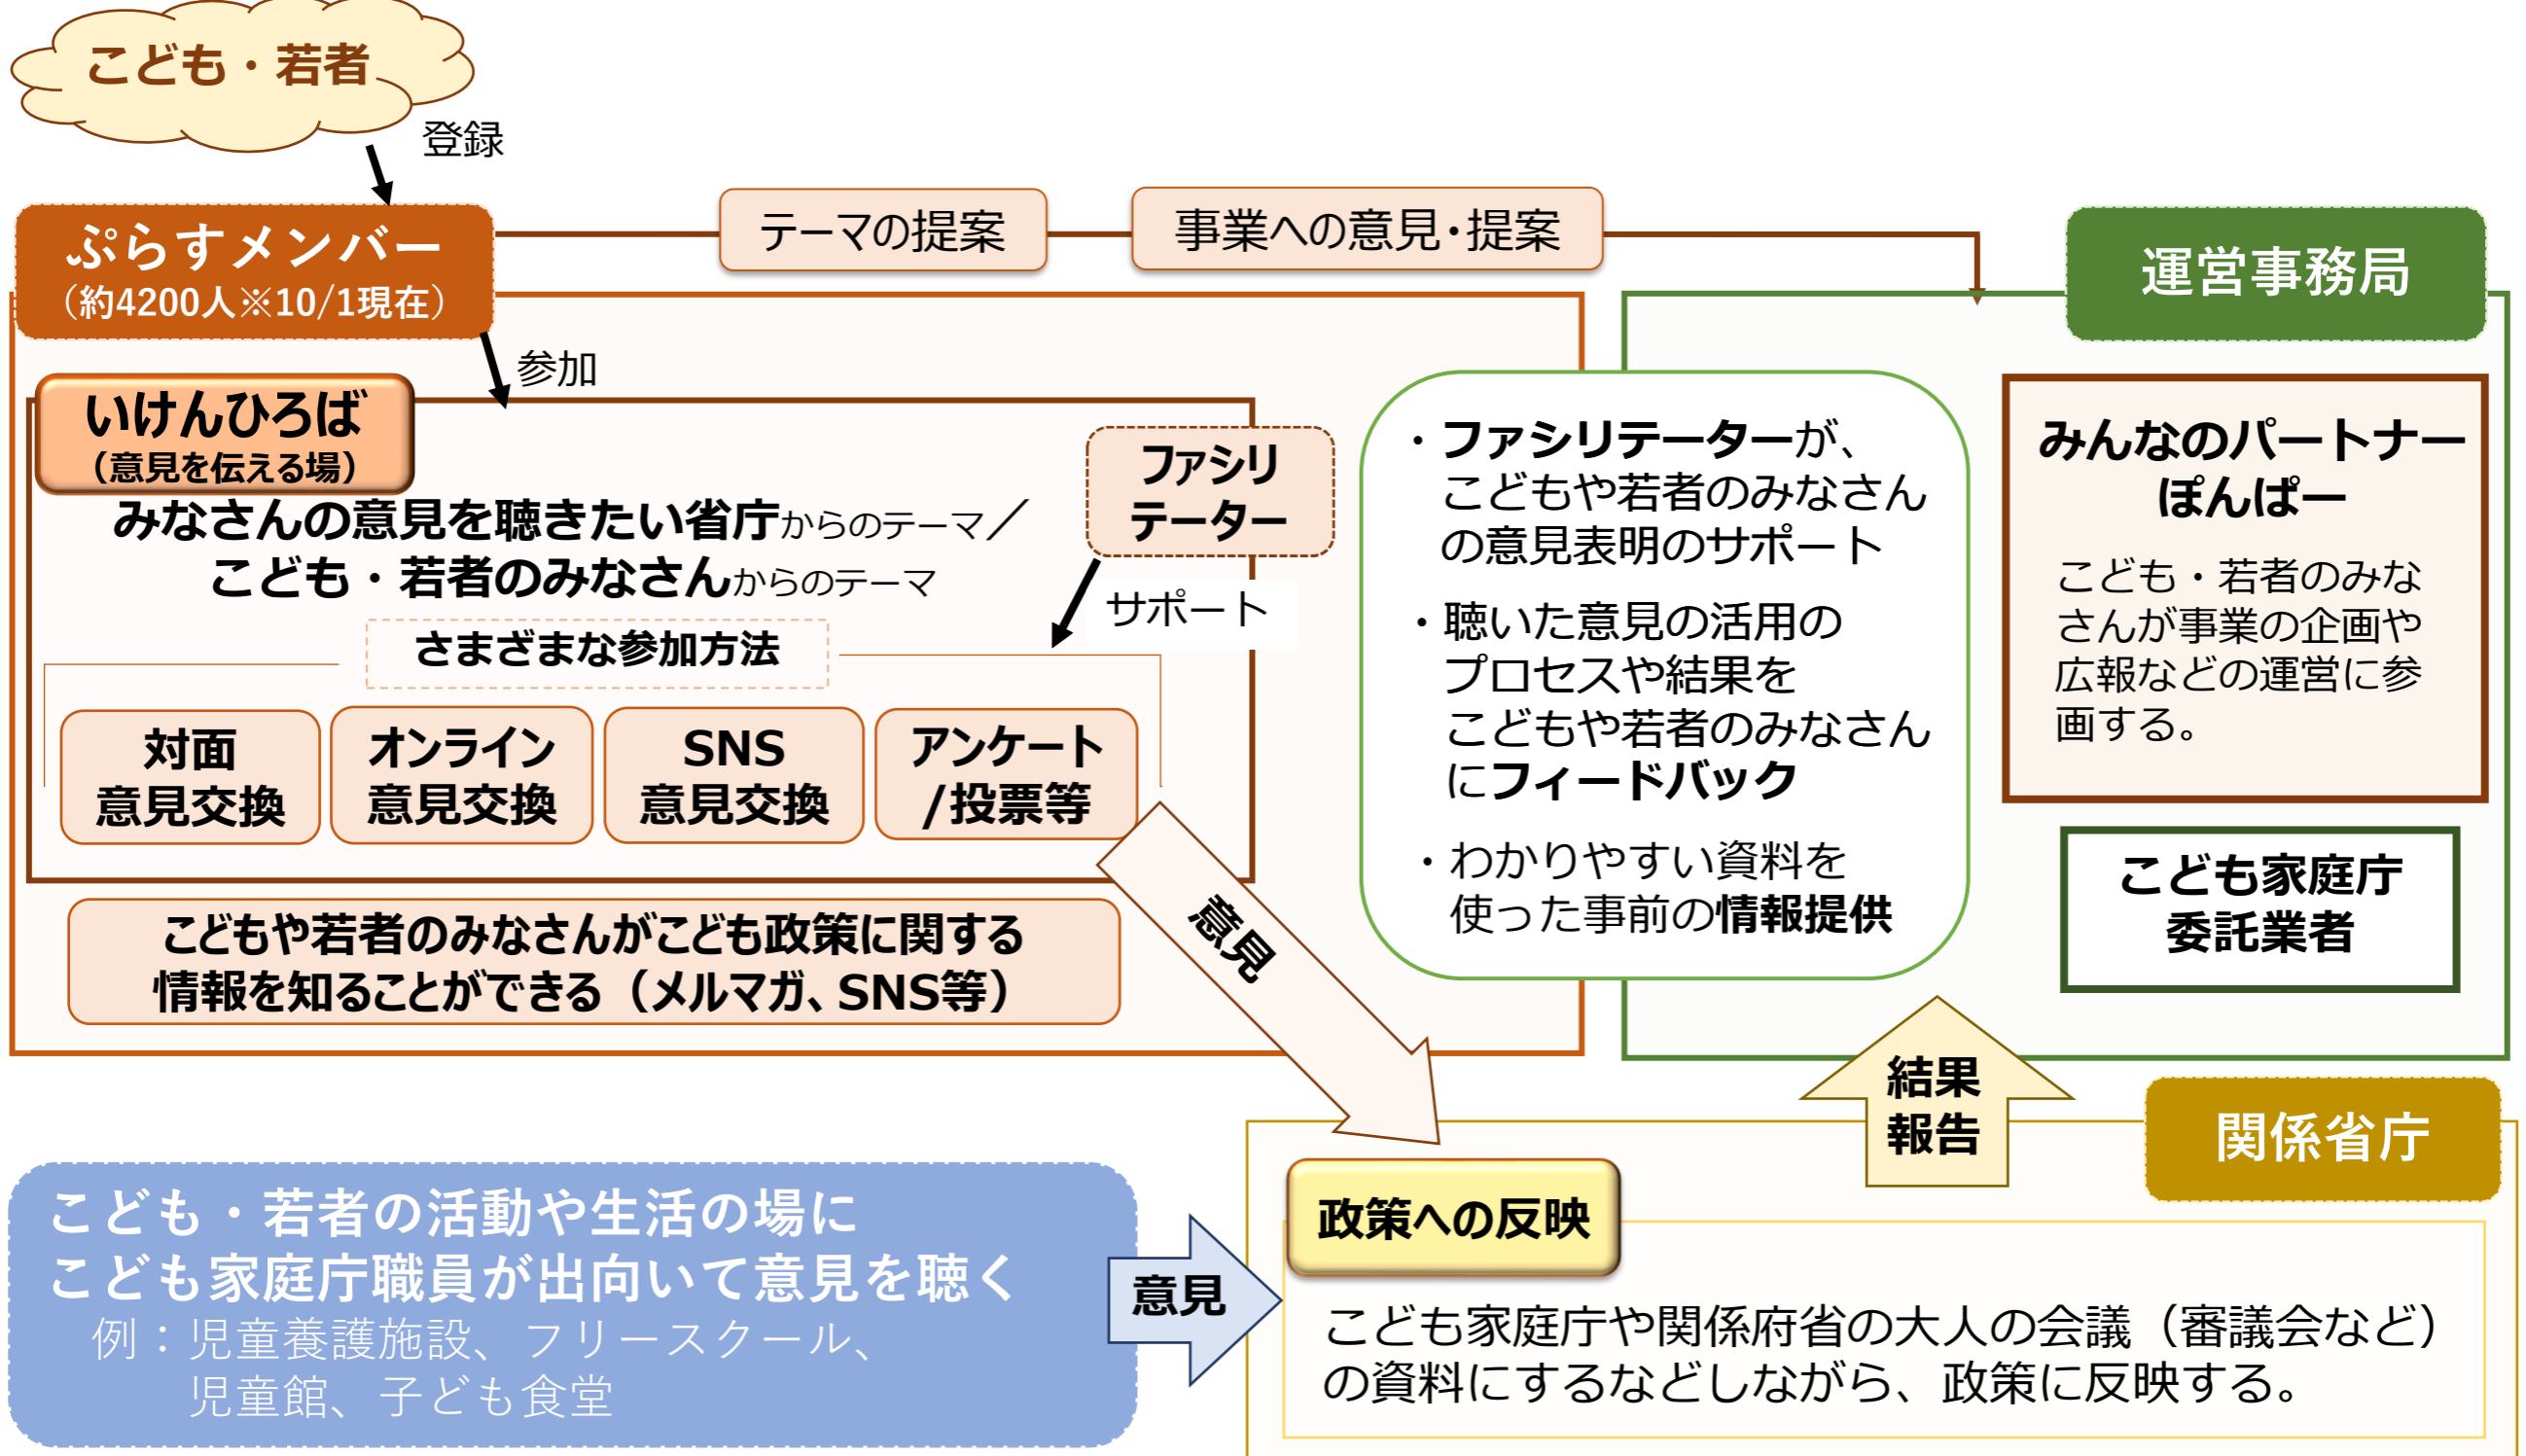 こども・若者
登録
ぷらすメンバー
（約4200人※10/1現在）
テーマの提案
事業への意見・提案
運営事務局
参加
いけんひろば
（意見を伝える場）
みなさんの意見を聴きたい省庁からのテーマ／
こども・若者のみなさんからのテーマ
ファシリ
テーター
サポート
さまざまな参加方法
対面
意見交換
オンライン
意見交換
SNS
意見交換
アンケート
/投票等
こどもや若者のみなさんがこども政策に関する
情報を知ることができる（メルマガ、SNS等）
意見
・ファシリテーターが、
こどもや若者のみなさん
の意見表明のサポート
・聴いた意見の活用の
プロセスや結果を
こどもや若者のみなさん
にフィードバック
・わかりやすい資料を
使った事前の情報提供
みんなのパートナー
ぽんぱー
こども・若者のみな
さんが事業の企画や
広報などの運営に参
画する。
こども家庭庁
委託業者
結果
報告
関係省庁
政策への反映
こども家庭庁や関係府省の大人の会議（審議会など）
の資料にするなどしながら、政策に反映する。
こども・若者の活動や生活の場に
こども家庭庁職員が出向いて意見を聴く
例：児童養護施設、フリースクール、
児童館、子ども食堂
意見